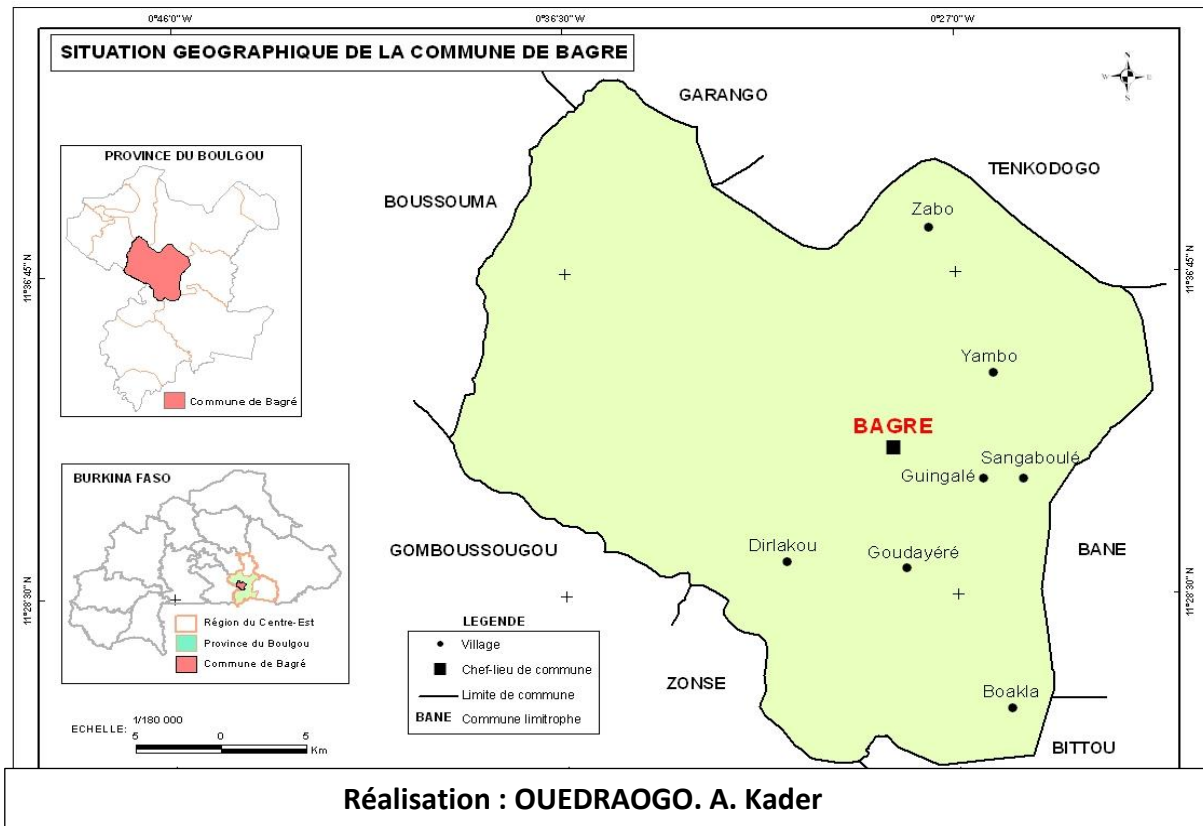 0°46'0"W
0°36'30"W
0°27'0"W
SITUATION GEOGRAPHIQUE DE LA COMMUNE DE BAGRE
N
W
E
S
GARANGO
PROVINCE DU BOULGOU
TENKODOGO
BOUSSOUMA
Zabo
11°36'45"N
11°36'45"N
Yambo
Commune de Bagré
BAGRE
Sangaboulé
Guingalé
BURKINA FASO
GOMBOUSSOUGOU
Dirlakou
Goudayéré
BANE
11°28'30"N
11°28'30"N
Région du Centre-Est
Province du Boulgou
Commune de Bagré
LEGENDE
Village
Chef-lieu de commune
Limite de commune
BANE Commune limitrophe
ZONSE
Boakla
BITTOU
ECHELLE:
1/180 000
5 0 5
Km
Réalisation : OUEDRAOGO. A. Kader